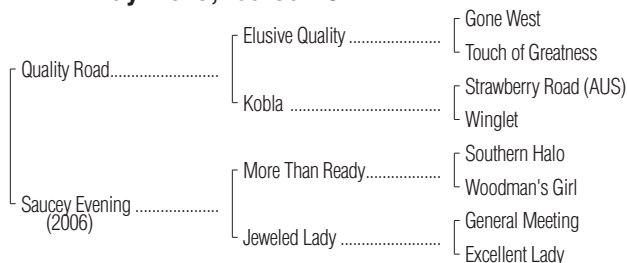 Gone West
Elusive Quality
Touch of Greatness
Quality Road
Strawberry Road (AUS)
Kobla
Winglet
Southern Halo
More Than Ready
Woodman's Girl
Saucey Evening
(2006)
General Meeting
Jeweled Lady
Excellent Lady